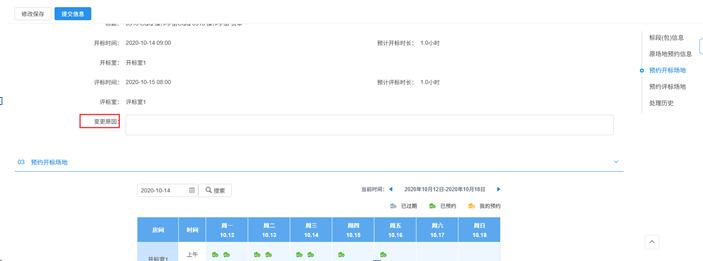 修改保存 提交信息
开标时间： 2020-10-14 09:00 预计开标时长： 1.0小时
开标室： 开标室1
评标时间： 2020-10-15 08:00 预计评标时长： 1.0小时
评标室： 评标室1
变更原因：
标段(包)信息
原场地预约信息
预约开标场地
预约评标场地
处理历史
03 预约开标场地
2020-10-14 搜索 当前时间： 2020年10月12日-2020年10月18日
已过期 已预约 我的预约
房间 时间 周一 周二 周三 周四 周五 周六 周日
10.12 10.13 10.14 10.15 10.16 10.17 10.18
开标室1 上午